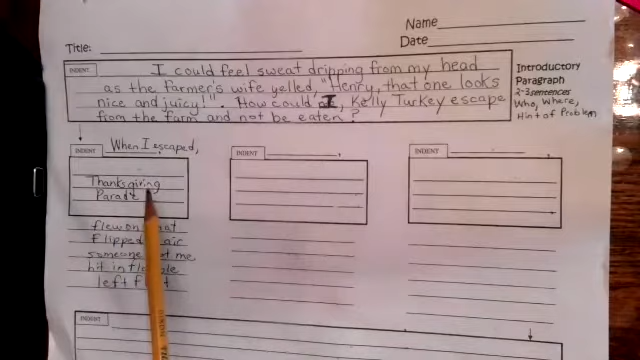 Name
Date
Title:
INDENT
I could feel sweat dripping from my head
as the farmer's wife yelled, "Henry, that one looks
nice and juicy!". How could I, Kelly Turkey escape
from the farm and not be eaten?
Introductory
Paragraph
2-3 sentences
Who, Where,
Hint of Problem
INDENT When I escaped,
Thanksgiving
Parade
flew on
flipped air
someone me
hit
left
INDENT
INDENT
INDENT